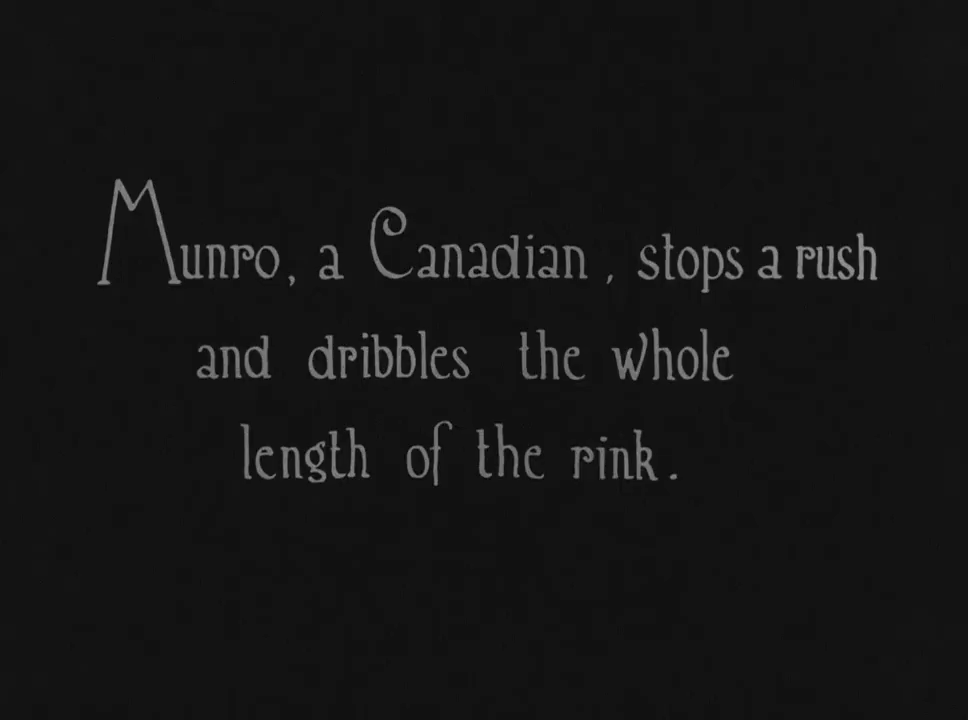 Munro, a Canadian, stops a rush
and dribbles the whole
length of the rink.